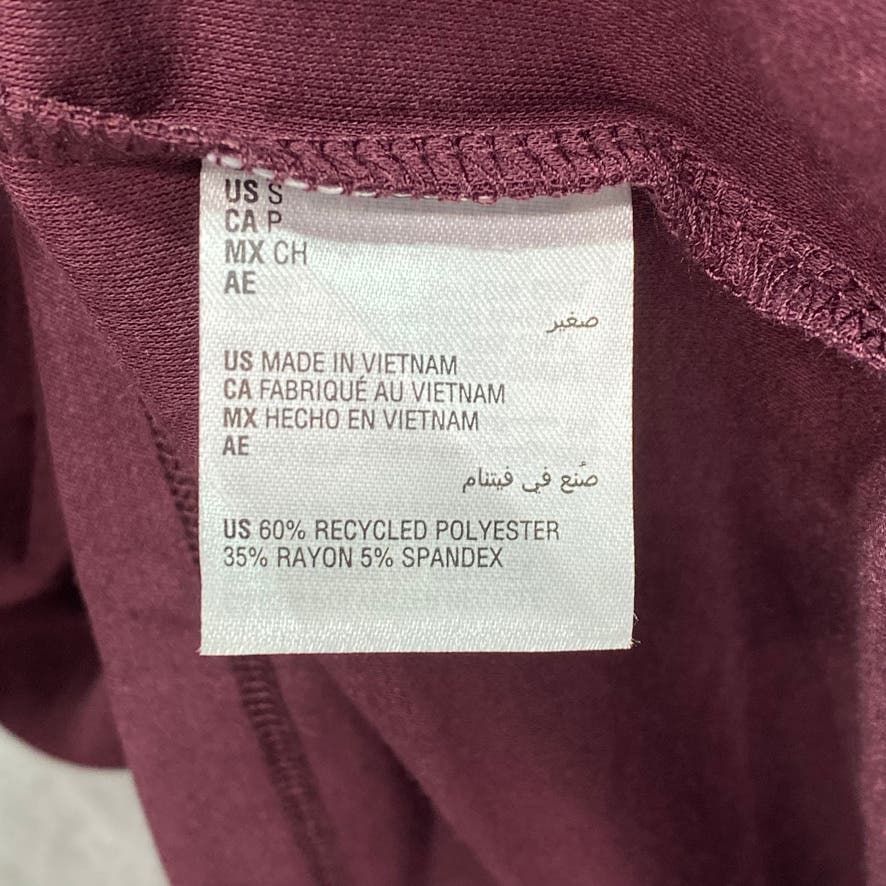 US S
CA P
MX CH
AE
صغير
US MADE IN VIETNAM
CA FABRIQUÉ AU VIETNAM
MX HECHO EN VIETNAM
AE
صُنع في فيتنام
US 60% RECYCLED POLYESTER
35% RAYON 5% SPANDEX